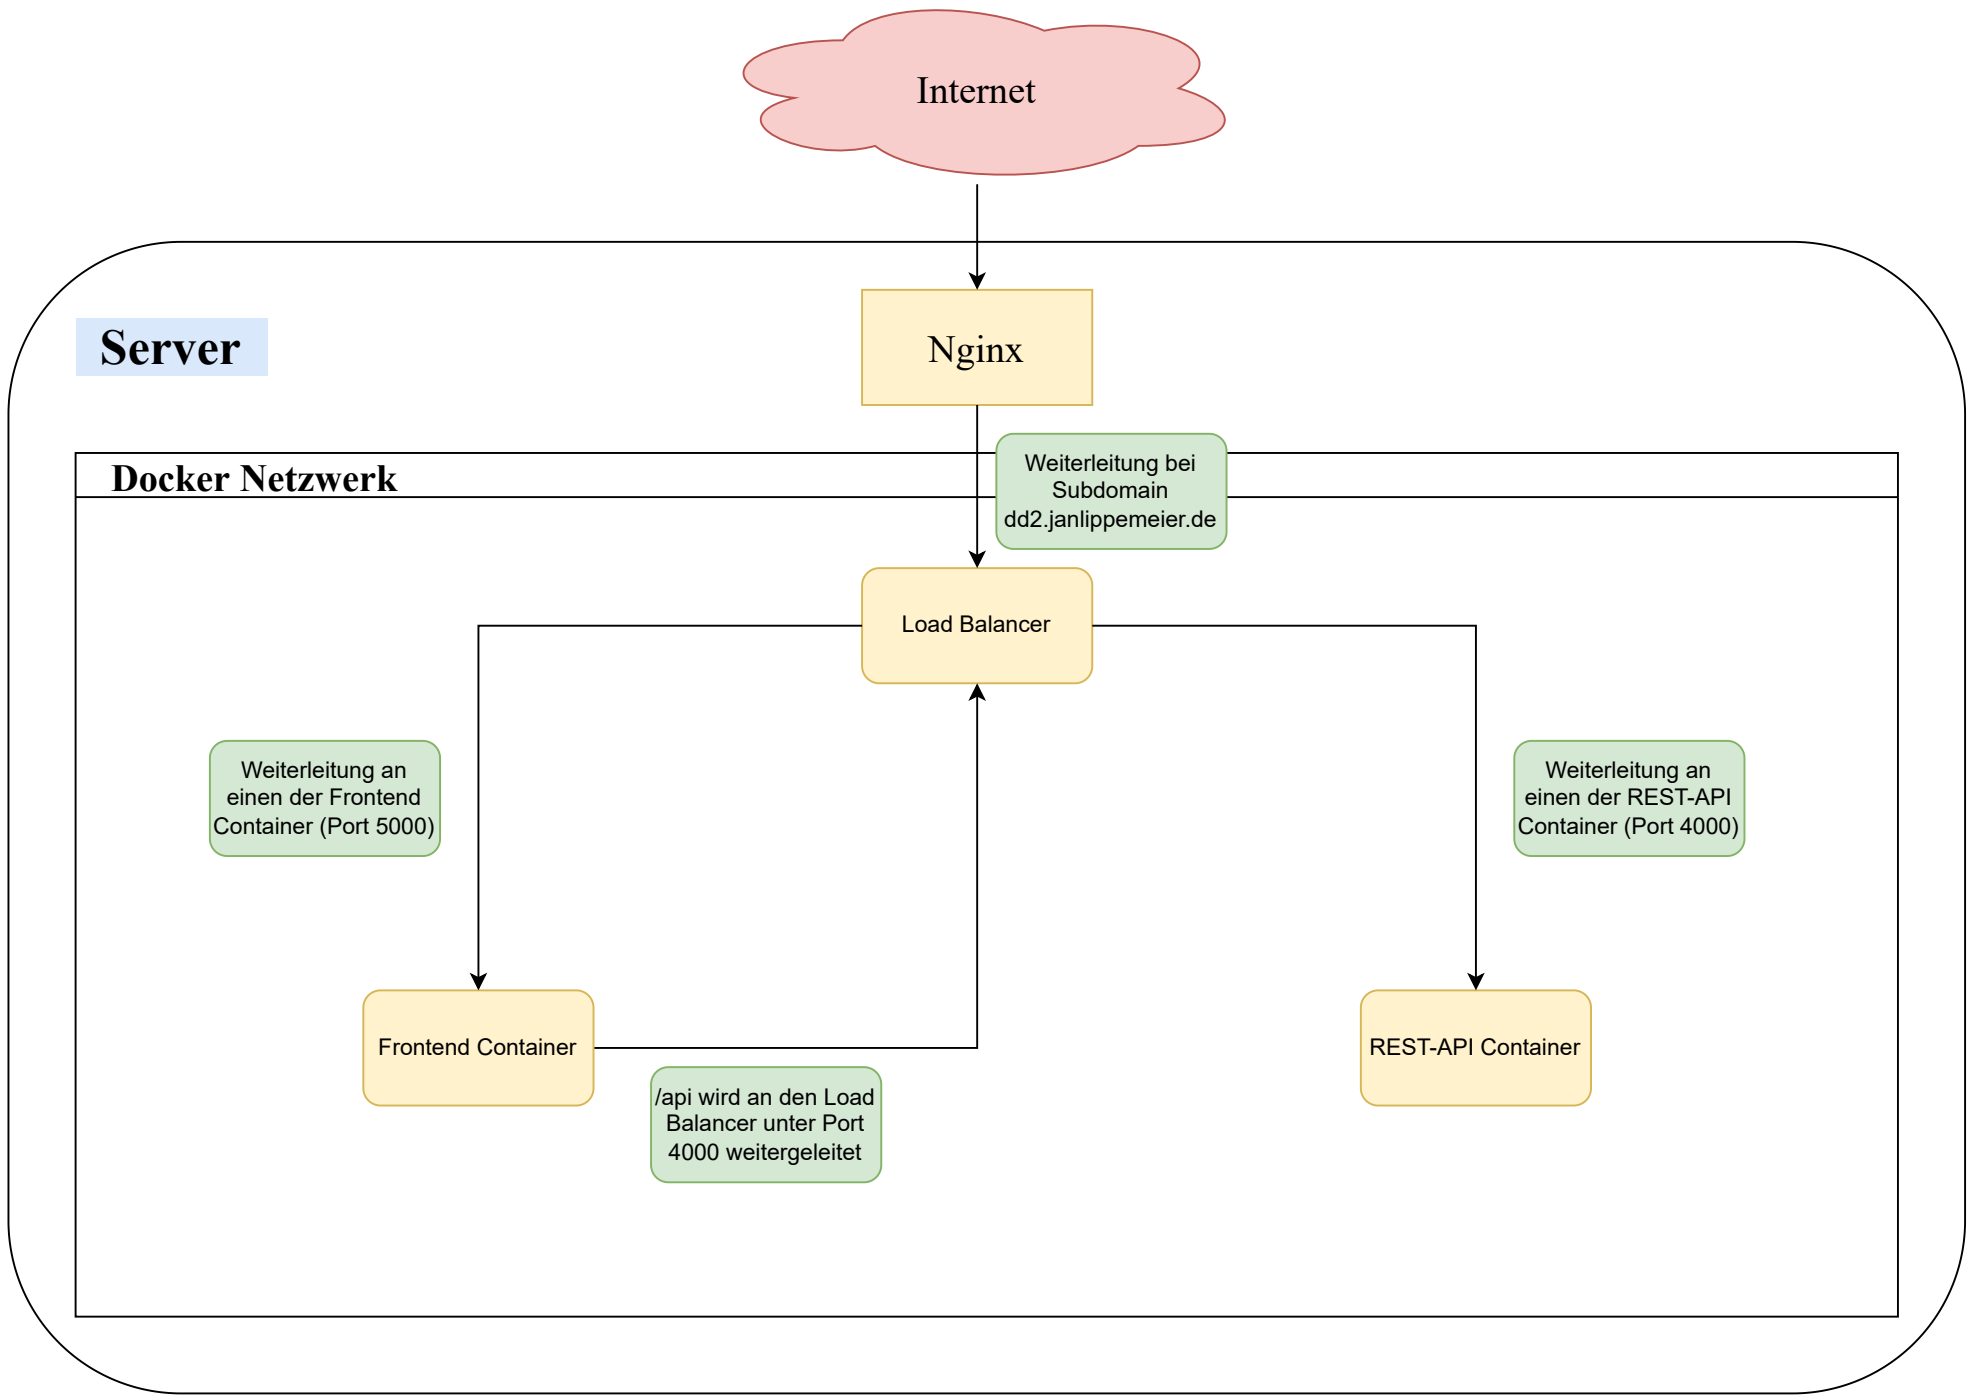 Internet
Server
Nginx
Docker Netzwerk
Weiterleitung bei
Subdomain
dd2.janlippemeier.de
Load Balancer
Weiterleitung an
einen der Frontend
Container (Port 5000)
Weiterleitung an
einen der REST-API
Container (Port 4000)
Frontend Container
REST-API Container
/api wird an den Load
Balancer unter Port
4000 weitergeleitet